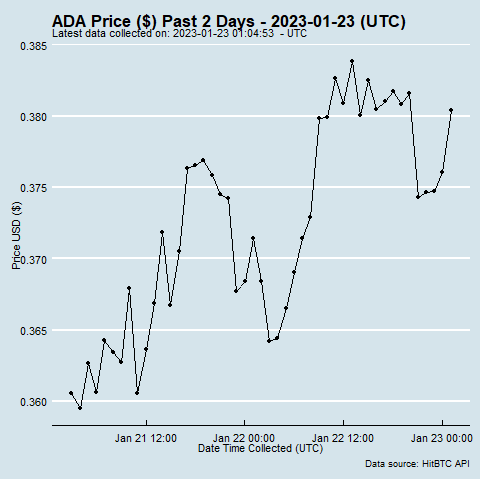 ADA Price ($) Past 2 Days - 2023-01-23 (UTC)
Latest data collected on: 2023-01-23 01:04:53  - UTC
0.385
0.380
0.375
0.370
0.365
0.360
Price USD ($)
Jan 21 12:00
Jan 22 00:00
Jan 22 12:00
Jan 23 00:00
Date Time Collected (UTC)
Data source: HitBTC API